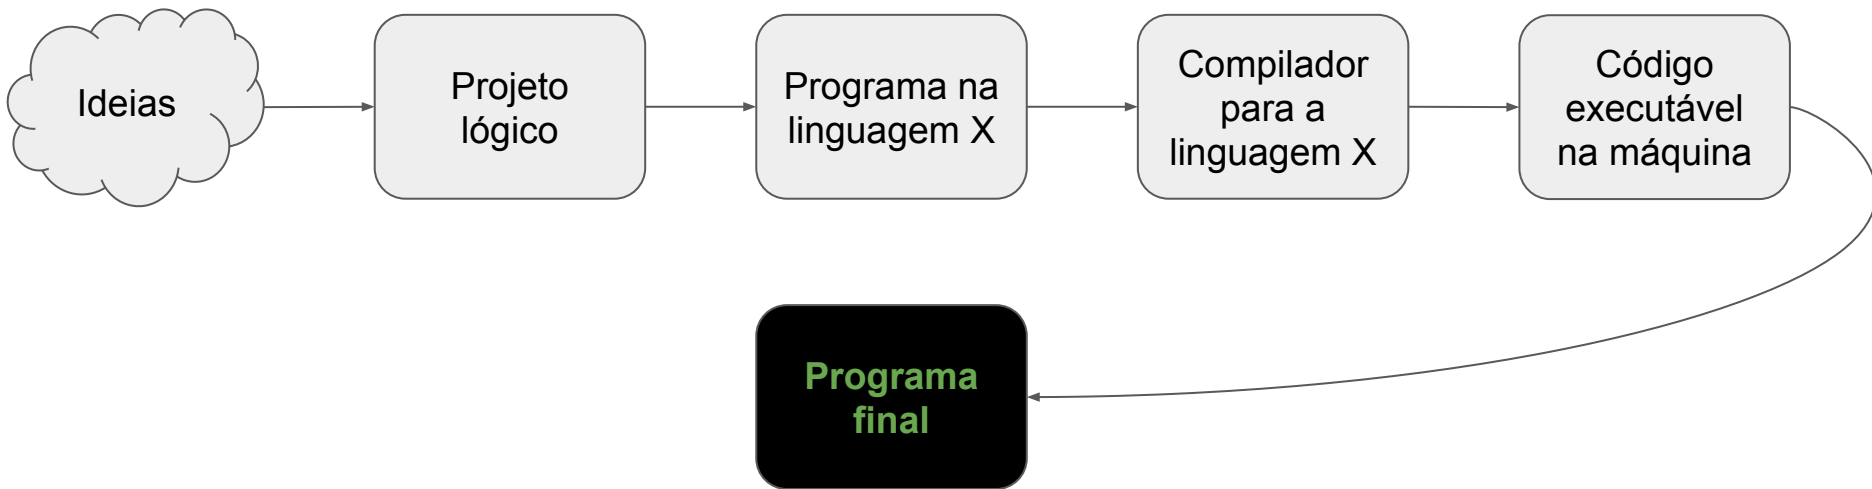 Ideias
Projeto
lógico
Programa na
linguagem X
Compilador
para a
linguagem X
Código
executável
na máquina
Programa
final